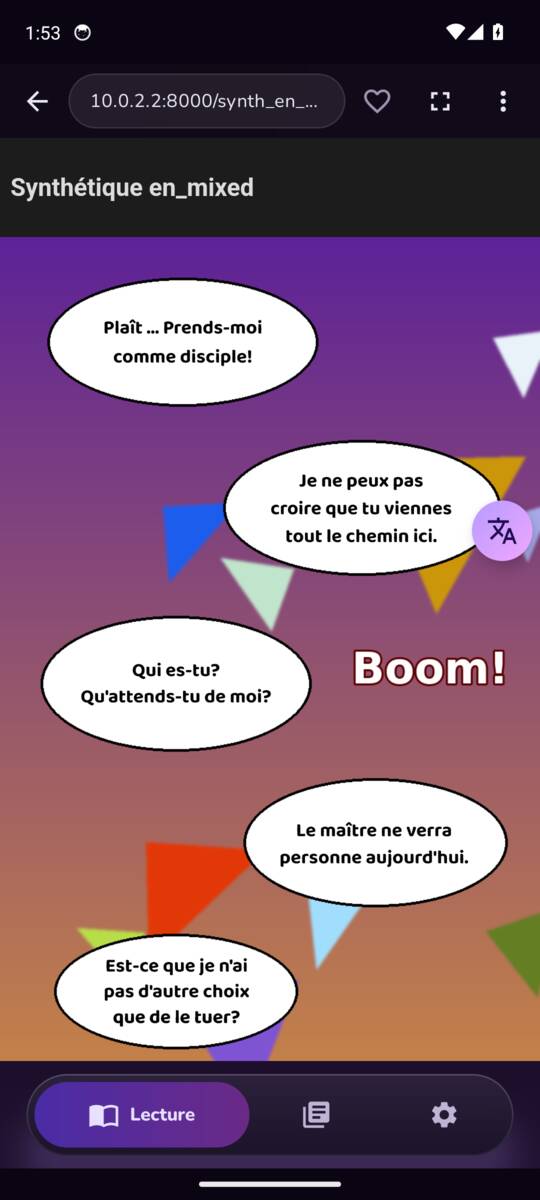 1:53
10.0.2.2:8000/synth_en_...
Synthétique en_mixed
Plaît ... Prends-moi
comme disciple!
Je ne peux pas
croire que tu viennes
tout le chemin ici.
Qui es-tu?
Qu'attends-tu de moi?
Boom!
Le maître ne verra
personne aujourd'hui.
Est-ce que je n'ai
pas d'autre choix
que de le tuer?
Lecture